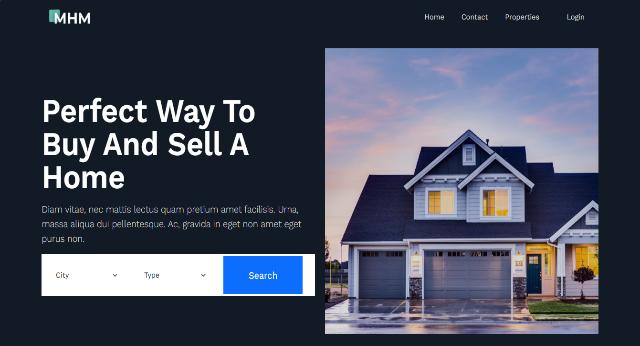 MHM
Home Contact Properties Login
Perfect Way To
Buy And Sell A
Home
Diam vitae, nec mattis lectus quam pretium amet facilisis. Urna,
massa aliqua dui pellentesque. Ac, gravida in eget non amet eget
purus non.
City Type Search